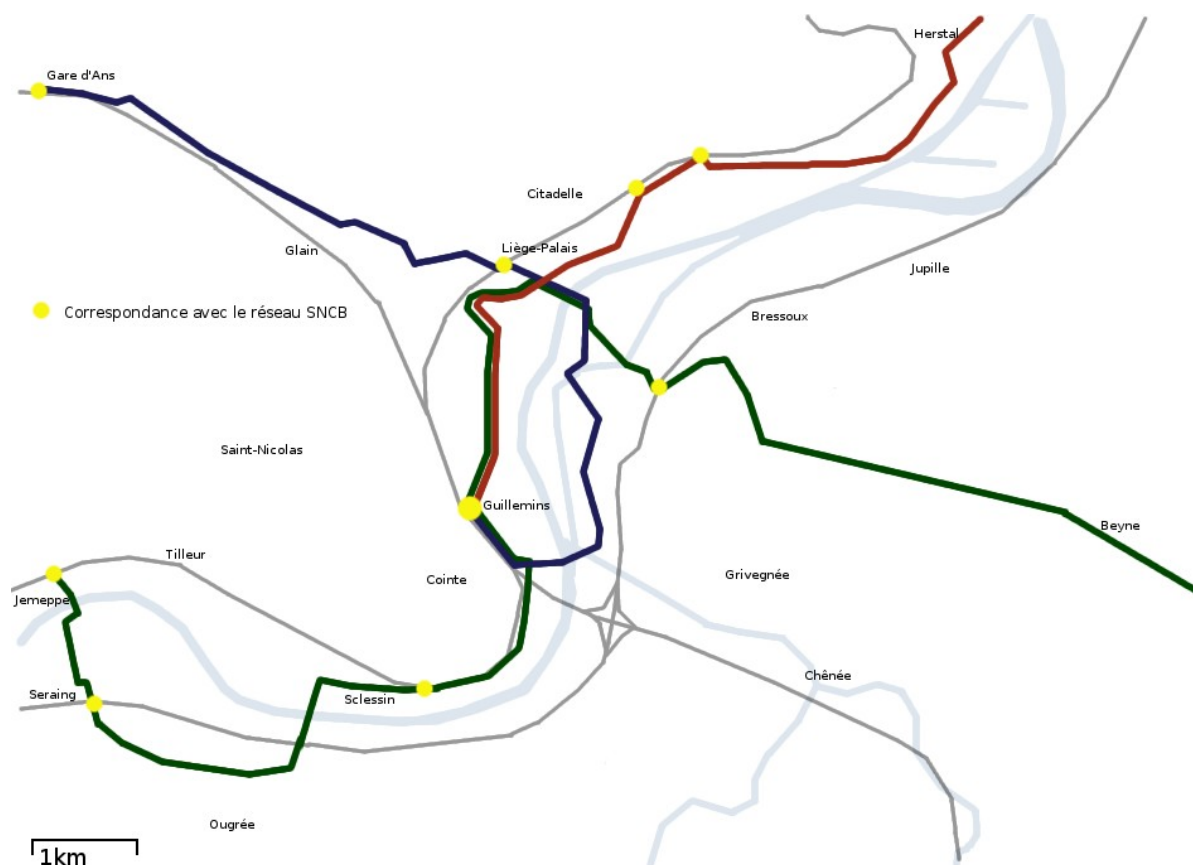 Herstal
Gare d'Ans
Citadelle
Liège-Palais
Glain
Jupille
Correspondance avec le réseau SNCB
Bressoux
Saint-Nicolas
Guillemins
Beyne
Tilleur
Cointe
Grivegnée
Jemeppe
Chênée
Seraing
Sclessin
Ougrée
1km